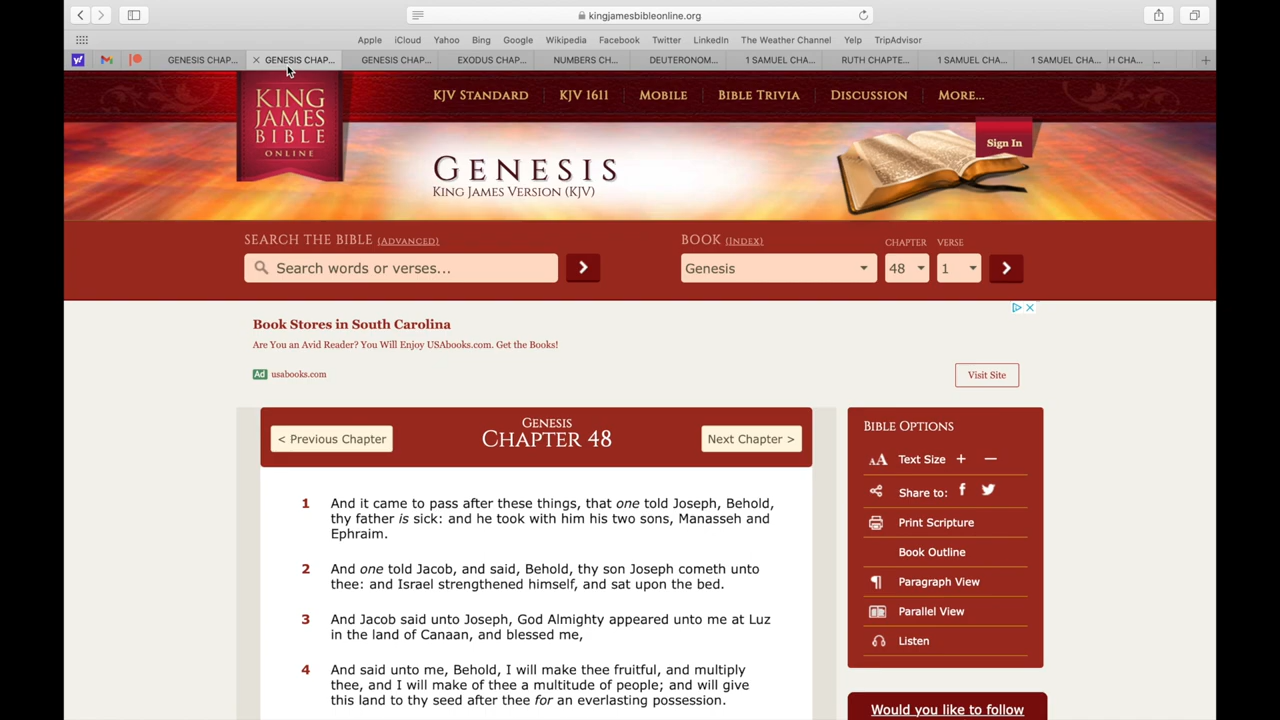 kingjamesbibleonline.org
Apple iCloud Yahoo Bing Google Wikipedia Facebook Twitter LinkedIn The Weather Channel Yelp TripAdvisor
GENESIS CHAP... GENESIS CHAP... GENESIS CHAP... EXODUS CHAP... NUMBERS CH... DEUTERONOM... 1 SAMUEL CHA... RUTH CHAPTE... 1 SAMUEL CHA... 1 SAMUEL CHA... H CHA... ...
KING
JAMES
BIBLE
ONLINE
KJV STANDARD KJV 1611 MOBILE BIBLE TRIVIA DISCUSSION MORE...
Sign In
GENESIS
KING JAMES VERSION (KJV)
SEARCH THE BIBLE (ADVANCED)
BOOK (INDEX) CHAPTER VERSE
Search words or verses...
Genesis 48 1
Book Stores in South Carolina
Are You an Avid Reader? You Will Enjoy USAbooks.com. Get the Books!
Ad usabooks.com
Visit Site
GENESIS
< Previous Chapter CHAPTER 48 Next Chapter >
1 And it came to pass after these things, that one told Joseph, Behold,
thy father is sick: and he took with him his two sons, Manasseh and
Ephraim.
2 And one told Jacob, and said, Behold, thy son Joseph cometh unto
thee: and Israel strengthened himself, and sat upon the bed.
3 And Jacob said unto Joseph, God Almighty appeared unto me at Luz
in the land of Canaan, and blessed me,
4 And said unto me, Behold, I will make thee fruitful, and multiply
thee, and I will make of thee a multitude of people; and will give
this land to thy seed after thee for an everlasting possession.
BIBLE OPTIONS
AA Text Size + −
Share to:
Print Scripture
Book Outline
Paragraph View
Parallel View
Listen
Would you like to follow